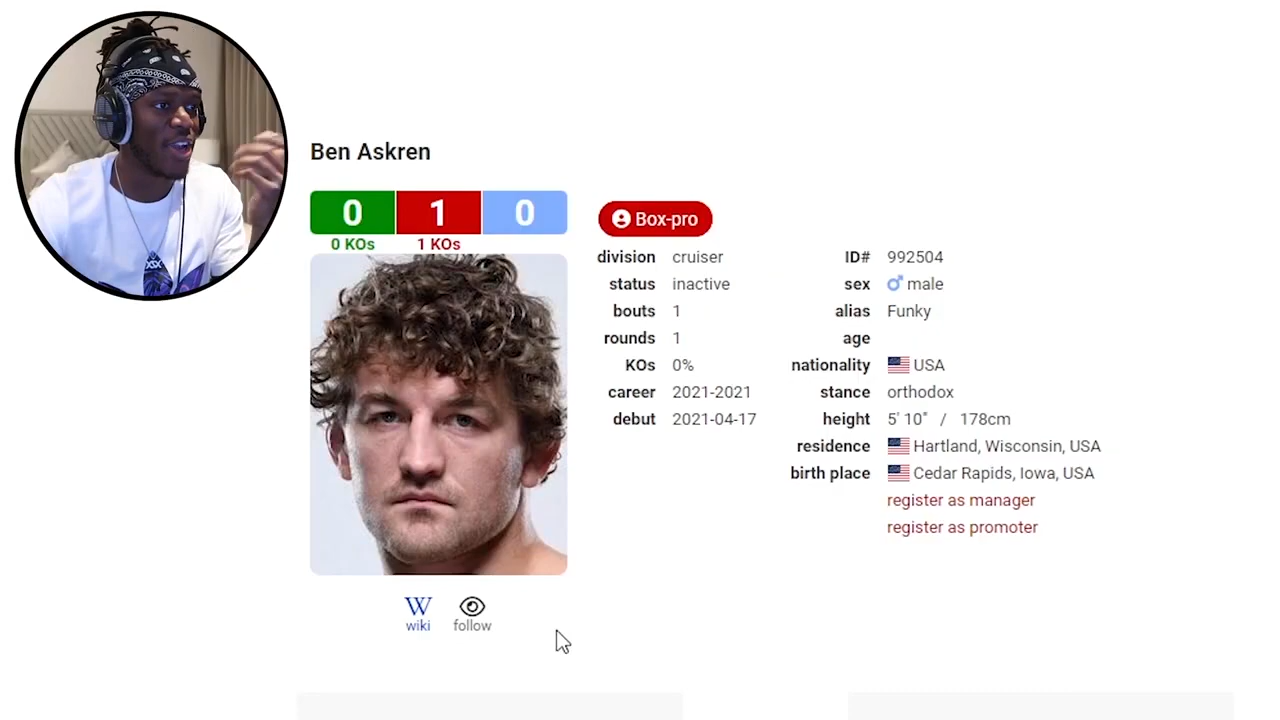 Ben Askren
0 1 0
0 KOs 1 KOs
Box-pro
division cruiser
status inactive
bouts 1
rounds 1
KOs 0%
career 2021-2021
debut 2021-04-17
ID# 992504
sex male
alias Funky
age
nationality USA
stance orthodox
height 5' 10" / 178cm
residence Hartland, Wisconsin, USA
birth place Cedar Rapids, Iowa, USA
register as manager
register as promoter
W
wiki follow